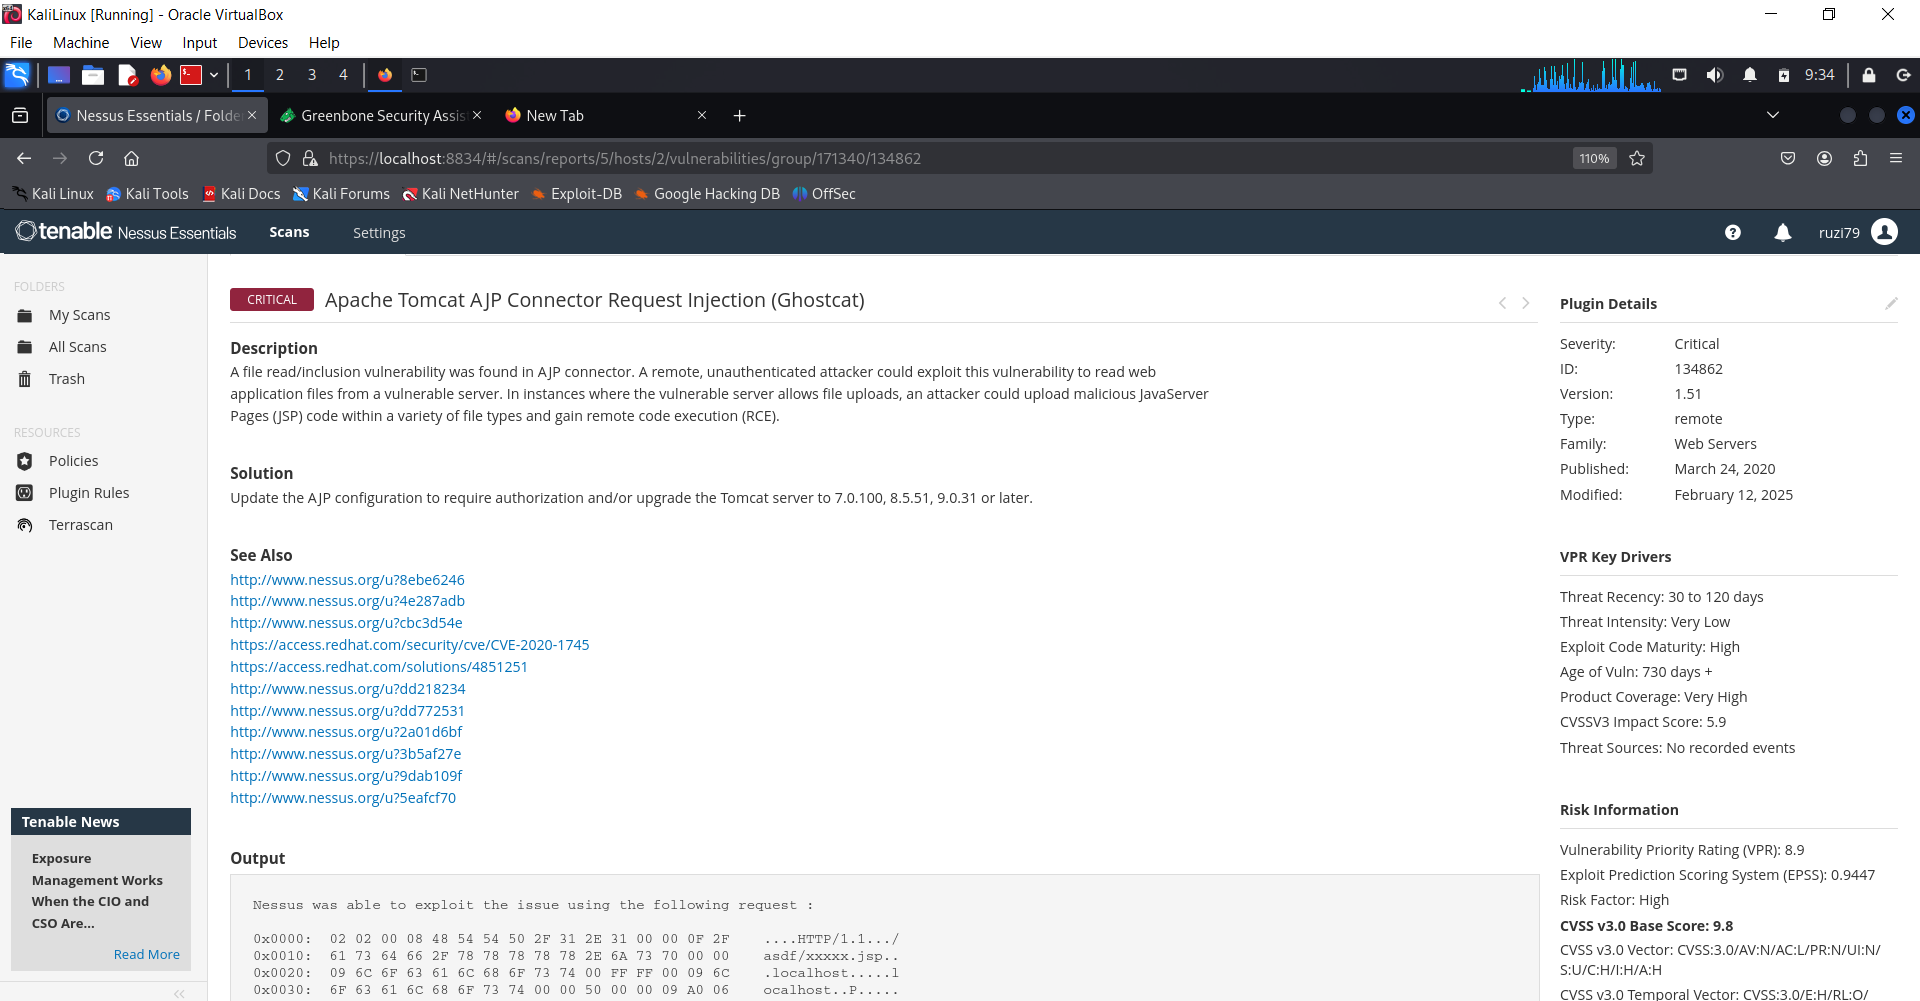 KaliLinux [Running] - Oracle VirtualBox
File Machine View Input Devices Help
1 2 3 4
9:34
Nessus Essentials / Folde
Greenbone Security Assis
New Tab
https://localhost:8834/#/scans/reports/5/hosts/2/vulnerabilities/group/171340/134862
110%
Kali Linux Kali Tools Kali Docs Kali Forums Kali NetHunter Exploit-DB Google Hacking DB OffSec
tenable Nessus Essentials
Scans
Settings
ruzi79
FOLDERS
My Scans
All Scans
Trash
RESOURCES
Policies
Plugin Rules
Terrascan
Tenable News
Exposure
Management Works
When the CIO and
CSO Are...
Read More
CRITICAL
Apache Tomcat AJP Connector Request Injection (Ghostcat)
Description
A file read/inclusion vulnerability was found in AJP connector. A remote, unauthenticated attacker could exploit this vulnerability to read web
application files from a vulnerable server. In instances where the vulnerable server allows file uploads, an attacker could upload malicious JavaServer
Pages (JSP) code within a variety of file types and gain remote code execution (RCE).
Solution
Update the AJP configuration to require authorization and/or upgrade the Tomcat server to 7.0.100, 8.5.51, 9.0.31 or later.
See Also
http://www.nessus.org/u?8ebe6246
http://www.nessus.org/u?4e287adb
http://www.nessus.org/u?cbc3d54e
https://access.redhat.com/security/cve/CVE-2020-1745
https://access.redhat.com/solutions/4851251
http://www.nessus.org/u?dd218234
http://www.nessus.org/u?dd772531
http://www.nessus.org/u?2a01d6bf
http://www.nessus.org/u?3b5af27e
http://www.nessus.org/u?9dab109f
http://www.nessus.org/u?5eafcf70
Output
Nessus was able to exploit the issue using the following request :
0x0000: 02 02 00 08 48 54 54 50 2F 31 2E 31 00 00 0F 2F ....HTTP/1.1.../
0x0010: 61 73 64 66 2F 78 78 78 78 78 2E 6A 73 70 00 00 asdf/xxxxx.jsp..
0x0020: 09 6C 6F 63 61 6C 68 6F 73 74 00 FF FF 00 09 6C .localhost.....l
0x0030: 6F 63 61 6C 68 6F 73 74 00 00 50 00 00 09 A0 06 ocalhost..P.....
Plugin Details
Severity: Critical
ID: 134862
Version: 1.51
Type: remote
Family: Web Servers
Published: March 24, 2020
Modified: February 12, 2025
VPR Key Drivers
Threat Recency: 30 to 120 days
Threat Intensity: Very Low
Exploit Code Maturity: High
Age of Vuln: 730 days +
Product Coverage: Very High
CVSSV3 Impact Score: 5.9
Threat Sources: No recorded events
Risk Information
Vulnerability Priority Rating (VPR): 8.9
Exploit Prediction Scoring System (EPSS): 0.9447
Risk Factor: High
CVSS v3.0 Base Score: 9.8
CVSS v3.0 Vector: CVSS:3.0/AV:N/AC:L/PR:N/UI:N/
S:U/C:H/I:H/A:H
CVSS v3.0 Temporal Vector: CVSS:3.0/E:H/RL:O/